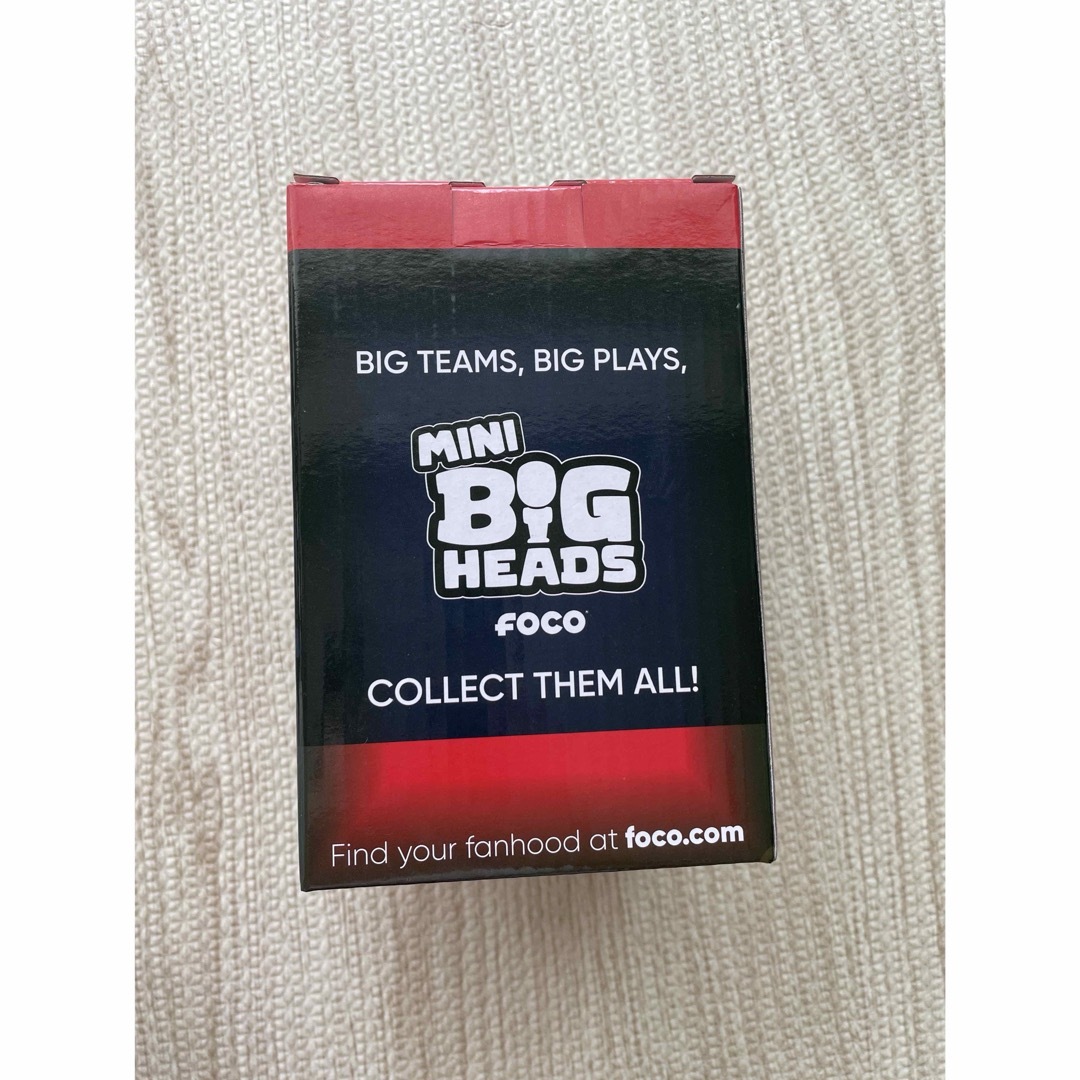 BIG TEAMS, BIG PLAYS,
MINI
BIG
HEADS
FOCO
COLLECT THEM ALL!
Find your fanhood at foco.com